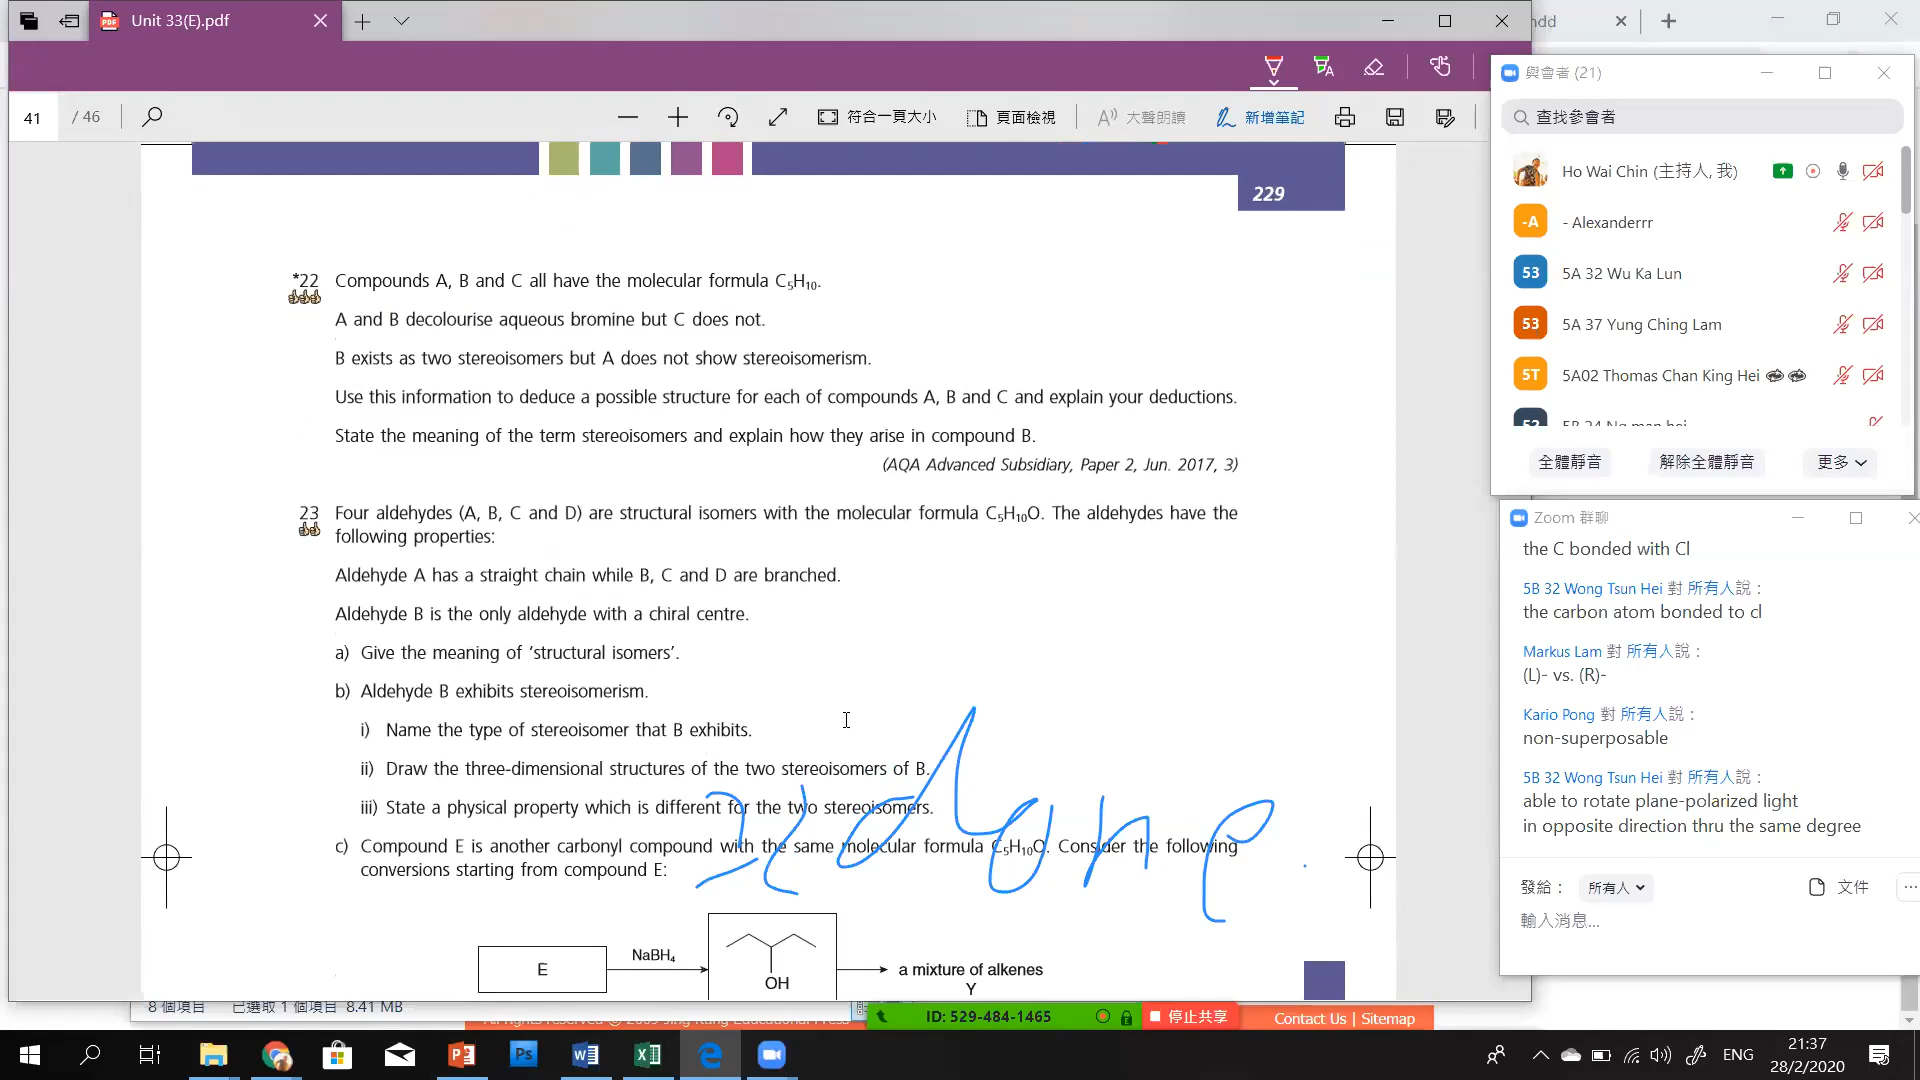 Unit 33(E).pdf
ndd
41 / 46
符合一頁大小
頁面檢視
大聲朗讀
新增筆記
229
*22 Compounds A, B and C all have the molecular formula C₅H₁₀.
A and B decolourise aqueous bromine but C does not.
B exists as two stereoisomers but A does not show stereoisomerism.
Use this information to deduce a possible structure for each of compounds A, B and C and explain your deductions.
State the meaning of the term stereoisomers and explain how they arise in compound B.
(AQA Advanced Subsidiary, Paper 2, Jun. 2017, 3)
23 Four aldehydes (A, B, C and D) are structural isomers with the molecular formula C₅H₁₀O. The aldehydes have the
following properties:
Aldehyde A has a straight chain while B, C and D are branched.
Aldehyde B is the only aldehyde with a chiral centre.
a) Give the meaning of ‘structural isomers’.
b) Aldehyde B exhibits stereoisomerism.
i) Name the type of stereoisomer that B exhibits.
ii) Draw the three-dimensional structures of the two stereoisomers of B.
iii) State a physical property which is different for the two stereoisomers.
c) Compound E is another carbonyl compound with the same molecular formula C₅H₁₀O. Consider the following
conversions starting from compound E:
E
NaBH₄
OH
a mixture of alkenes
Y
與會者 (21)
查找參會者
Ho Wai Chin (主持人, 我)
-A - Alexanderrr
53 5A 32 Wu Ka Lun
53 5A 37 Yung Ching Lam
5T 5A02 Thomas Chan King Hei
5B 24 Ng man hei
全體靜音
解除全體靜音
更多
Zoom 群聊
the C bonded with Cl
5B 32 Wong Tsun Hei 對 所有人說：
the carbon atom bonded to cl
Markus Lam 對 所有人說：
(L)- vs. (R)-
Kario Pong 對 所有人說：
non-superposable
5B 32 Wong Tsun Hei 對 所有人說：
able to rotate plane-polarized light
in opposite direction thru the same degree
發給： 所有人
文件
輸入消息...
8 個項目 已選取 1 個項目 8.41 MB
ID: 529-484-1465
停止共享
Contact Us | Sitemap
ENG
21:37
28/2/2020